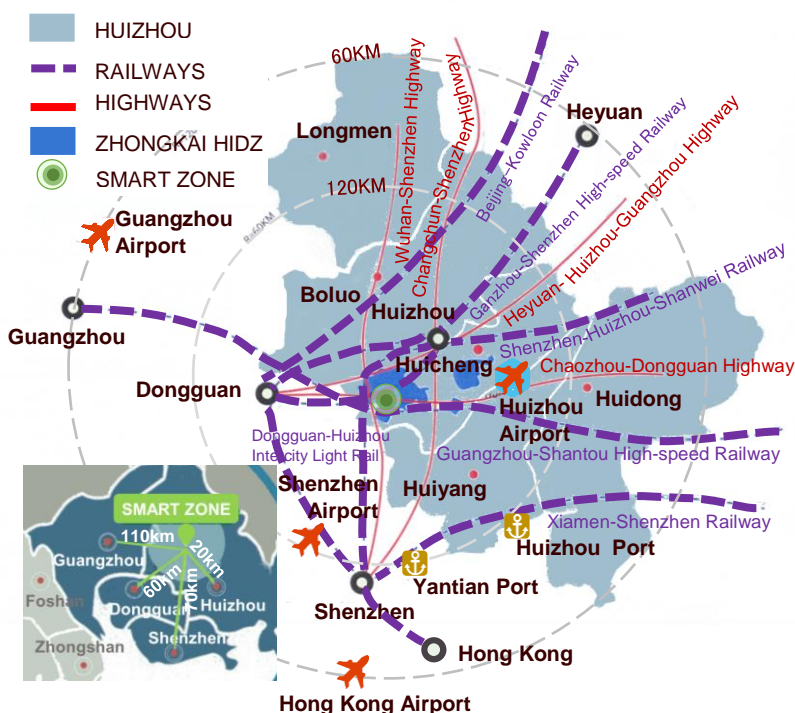 HUIZHOU
RAILWAYS
HIGHWAYS
ZHONGKAI HIDZ
SMART ZONE
60KM
120KM
R=60KM
Longmen
Heyuan
Wuhan-Shenzhen Highway
Changchun-ShenzhenHighway
Beijing-Kowloon Railway
Ganzhou-Shenzhen High-speed Railway
Heyuan- Huizhou-Guangzhou Highway
Guangzhou
Airport
Boluo
Huizhou
Guangzhou
Shenzhen-Huizhou-Shanwei Railway
Huicheng
Chaozhou-Dongguan Highway
Dongguan
Huizhou
Airport
Huidong
Dongguan-Huizhou
Intercity Light Rail
Guangzhou-Shantou High-speed Railway
Shenzhen
Airport
Huiyang
Xiamen-Shenzhen Railway
Huizhou Port
Yantian Port
Shenzhen
Hong Kong
Hong Kong Airport
SMART ZONE
110km
Guangzhou
20km
60km
70km
Foshan
Dongguan
Huizhou
Shenzhen
Zhongshan